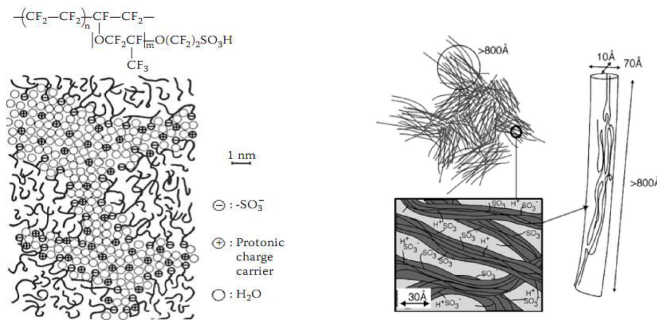 —(CF₂—CF₂)ₙ—CF—CF₂—
OCF₂CF
m
O(CF₂)₂SO₃H
CF₃
1 nm
⊖ : -SO₃⁻
⊕ : Protonic
charge
carrier
○ : H₂O
>800Å
10Å
70Å
>800Å
SO₃⁻
H⁺SO₃⁻
H⁺SO₃⁻
SO₃⁻
H⁺
SO₃⁻
SO₃⁻
SO₃⁻
H⁺SO₃⁻
30Å